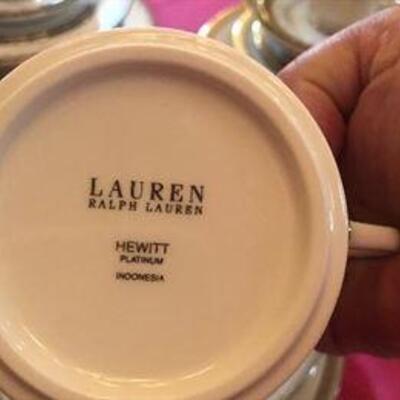 LAUREN
RALPH LAUREN
HEWITT
PLATINUM
INDONESIA